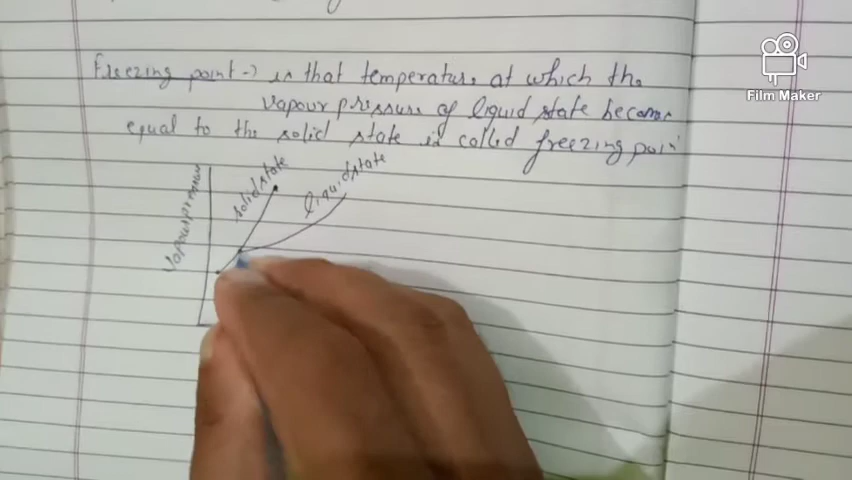 Freezing point → is that temperature at which the
vapour pressure of liquid state becomes
equal to the solid state is called freezing poin
solid state
liquid state
Vapour pressure
Film Maker